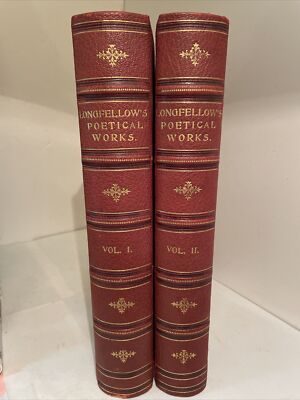 LONGFELLOW'S
POETICAL
WORKS.
VOL. I.
LONGFELLOW'S
POETICAL
WORKS.
VOL. II.